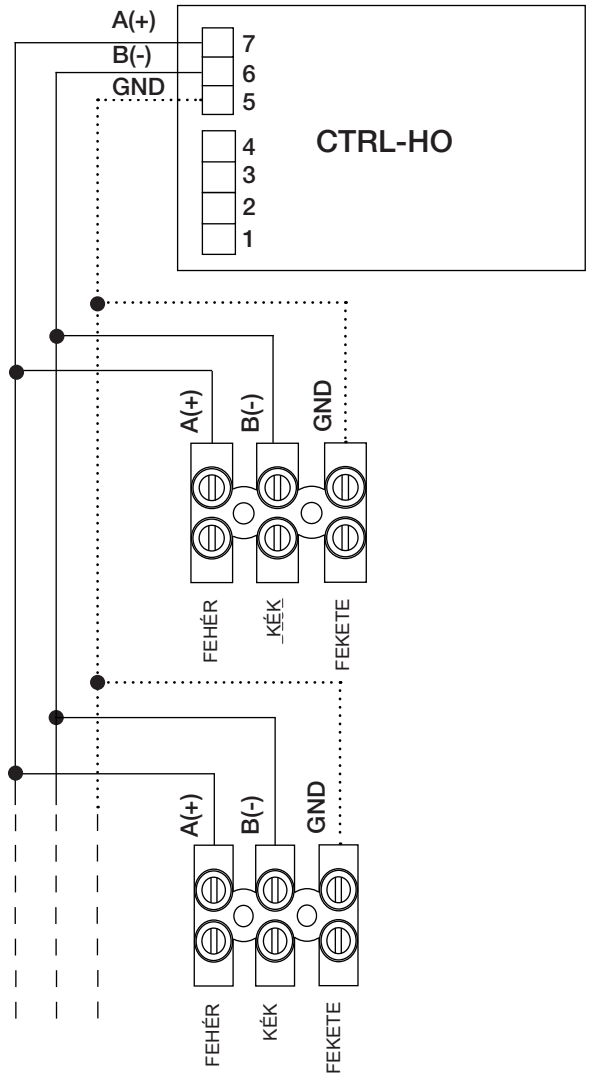 A(+)
B(-)
GND
7
6
5
4
3
2
1
CTRL-HO
A(+)
B(-)
GND
FEHÉR
KÉK
FEKETE
A(+)
B(-)
GND
FEHÉR
KÉK
FEKETE